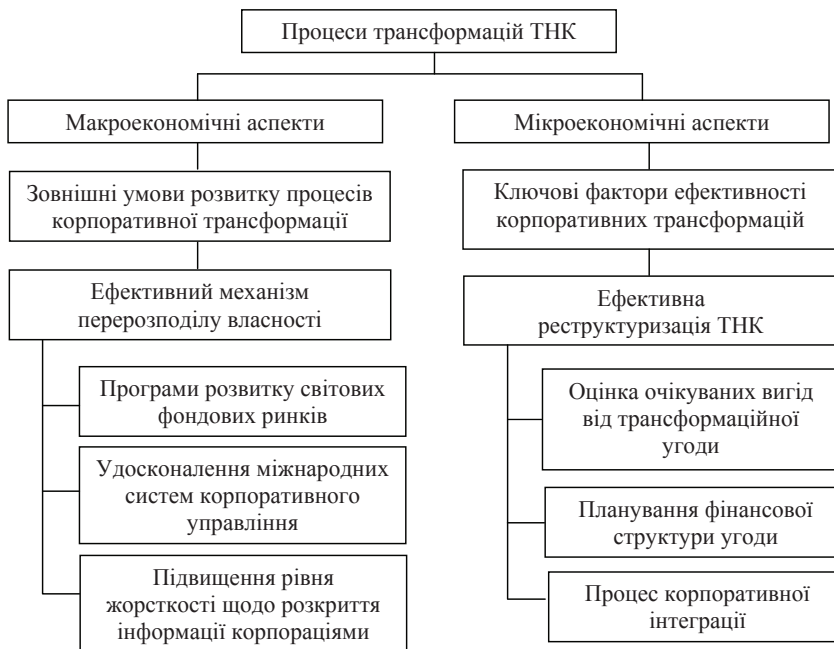 Процеси трансформацій ТНК
Макроекономічні аспекти
Зовнішні умови розвитку процесів
корпоративної трансформації
Ефективний механізм
перерозподілу власності
Програми розвитку світових
фондових ринків
Удосконалення міжнародних
систем корпоративного
управління
Підвищення рівня
жорсткості щодо розкриття
інформації корпораціями
Мікроекономічні аспекти
Ключові фактори ефективності
корпоративних трансформацій
Ефективна
реструктуризація ТНК
Оцінка очікуваних вигід
від трансформаційної
угоди
Планування фінансової
структури угоди
Процес корпоративної
інтеграції